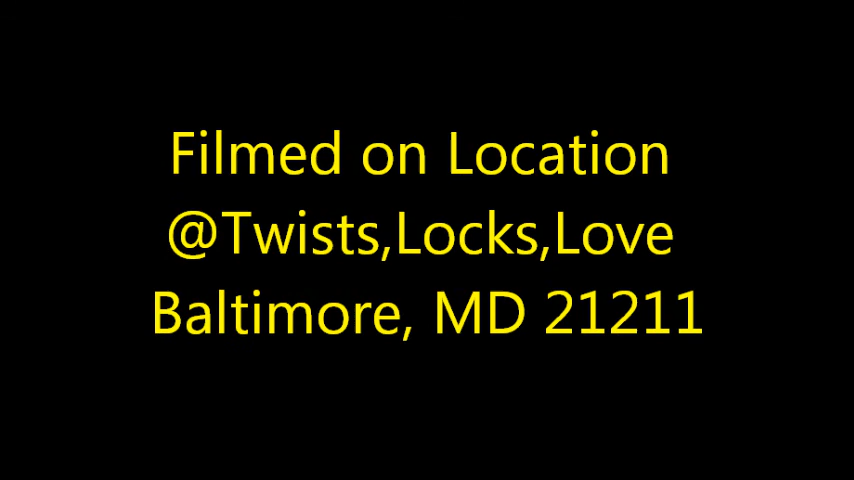 Filmed on Location
@Twists,Locks,Love
Baltimore, MD 21211